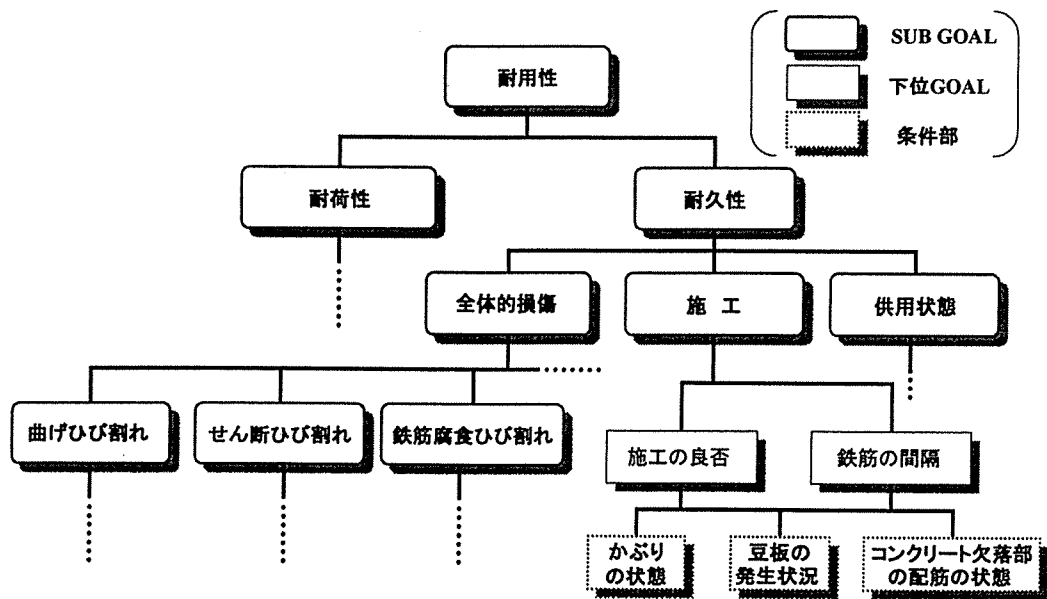 SUB GOAL
下位GOAL
条件部
耐用性
耐荷性
耐久性
全体的損傷
施 工
供用状態
曲げひび割れ
せん断ひび割れ
鉄筋腐食ひび割れ
施工の良否
鉄筋の間隔
かぶり
の状態
豆板の
発生状況
コンクリート欠落部
の配筋の状態